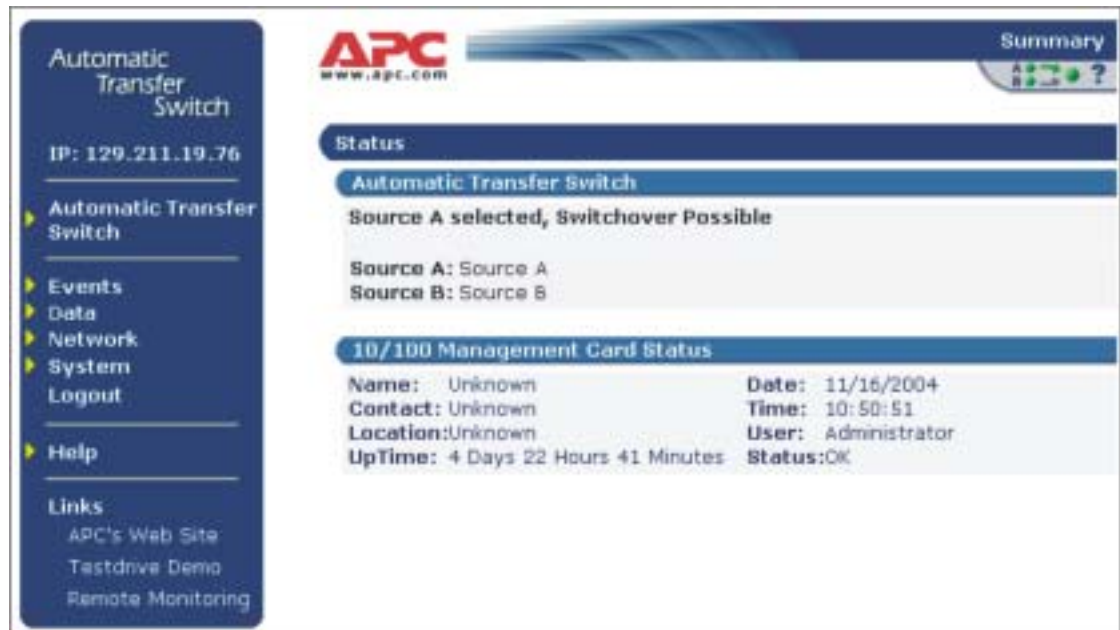 Automatic
Transfer
Switch
IP: 129.211.19.76
Automatic Transfer
Switch
Events
Data
Network
System
Logout
Help
Links
APC's Web Site
Testdrive Demo
Remote Monitoring
APC
www.apc.com
Summary
A
B
?
Status
Automatic Transfer Switch
Source A selected, Switchover Possible
Source A: Source A
Source B: Source B
10/100 Management Card Status
Name: Unknown Date: 11/16/2004
Contact: Unknown Time: 10:50:51
Location:Unknown User: Administrator
UpTime: 4 Days 22 Hours 41 Minutes Status:OK